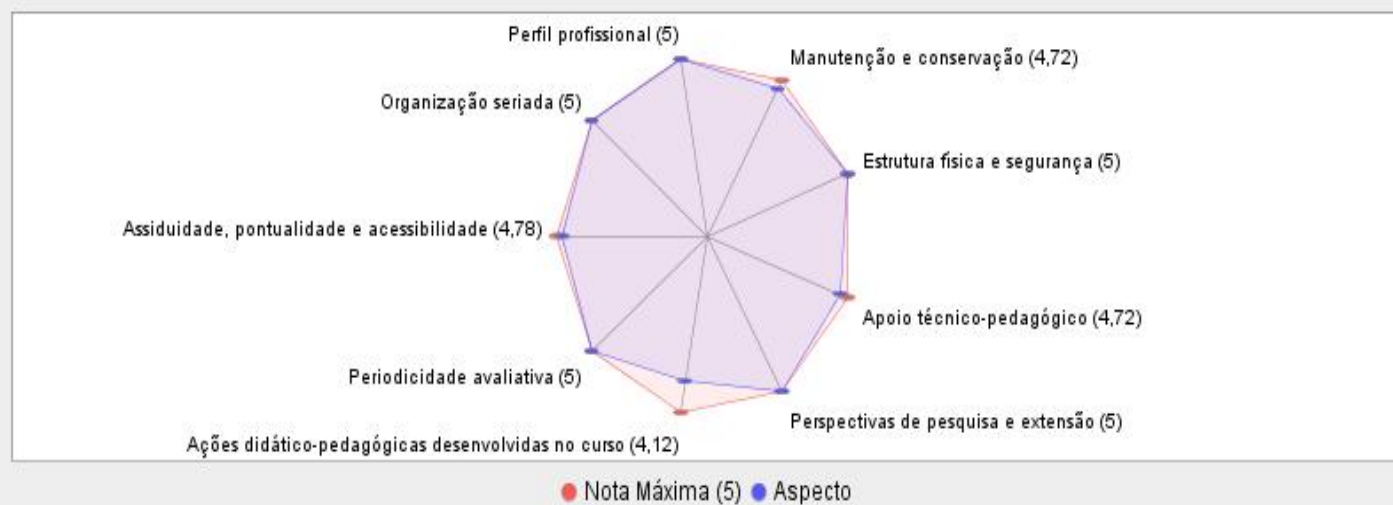 Perfil profissional (5)
Manutenção e conservação (4,72)
Organização seriada (5)
Estrutura física e segurança (5)
Assiduidade, pontualidade e acessibilidade (4,78)
Apoio técnico-pedagógico (4,72)
Periodicidade avaliativa (5)
Perspectivas de pesquisa e extensão (5)
Ações didático-pedagógicas desenvolvidas no curso (4,12)
Nota Máxima (5) Aspecto